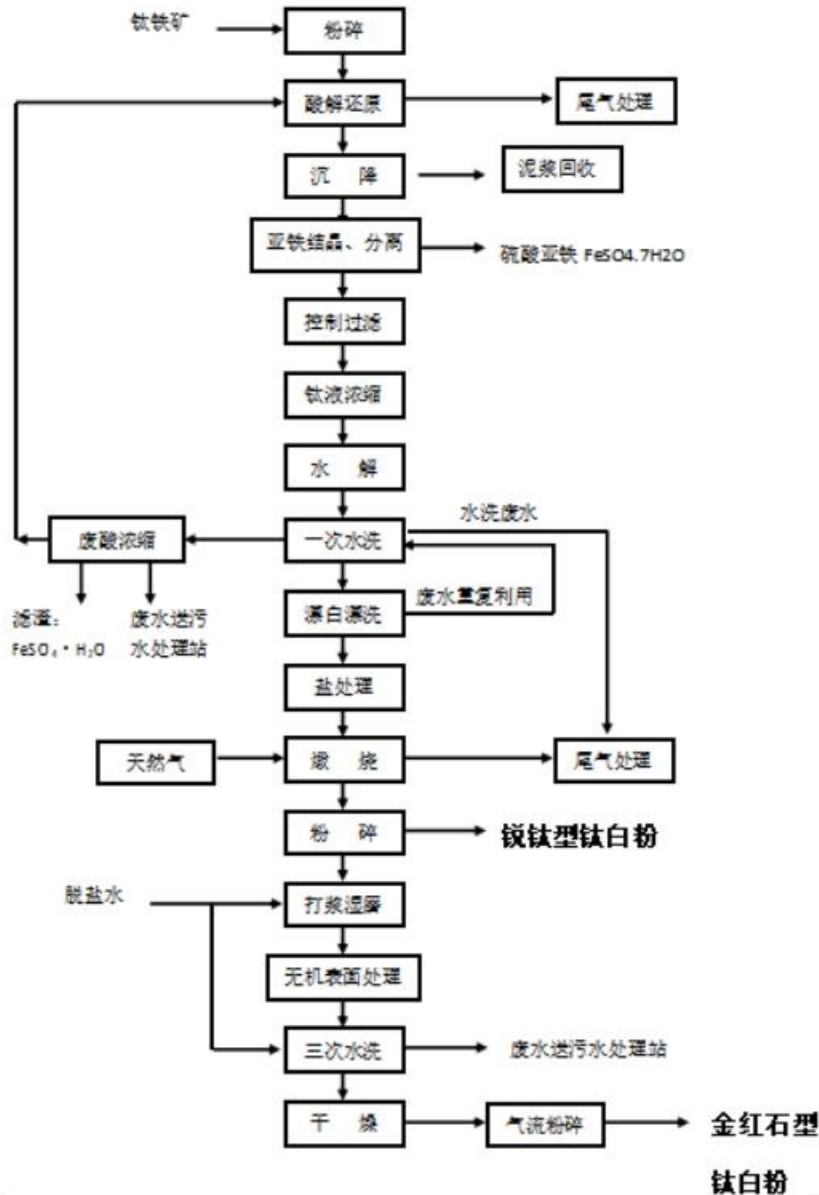 钛铁矿
粉碎
酸解还原
尾气处理
沉 降
泥浆回收
亚铁结晶、分离
硫酸亚铁 FeSO4.7H2O
控制过滤
钛液浓缩
水 解
水洗废水
废酸浓缩
一次水洗
漂白漂洗
废水重复利用
滤渣：
FeSO₄·H₂O
废水送污
水处理站
盐处理
天然气
煅 烧
尾气处理
粉 碎
锐钛型钛白粉
脱盐水
打浆湿磨
无机表面处理
三次水洗
废水送污水处理站
干 燥
气流粉碎
金红石型
钛白粉